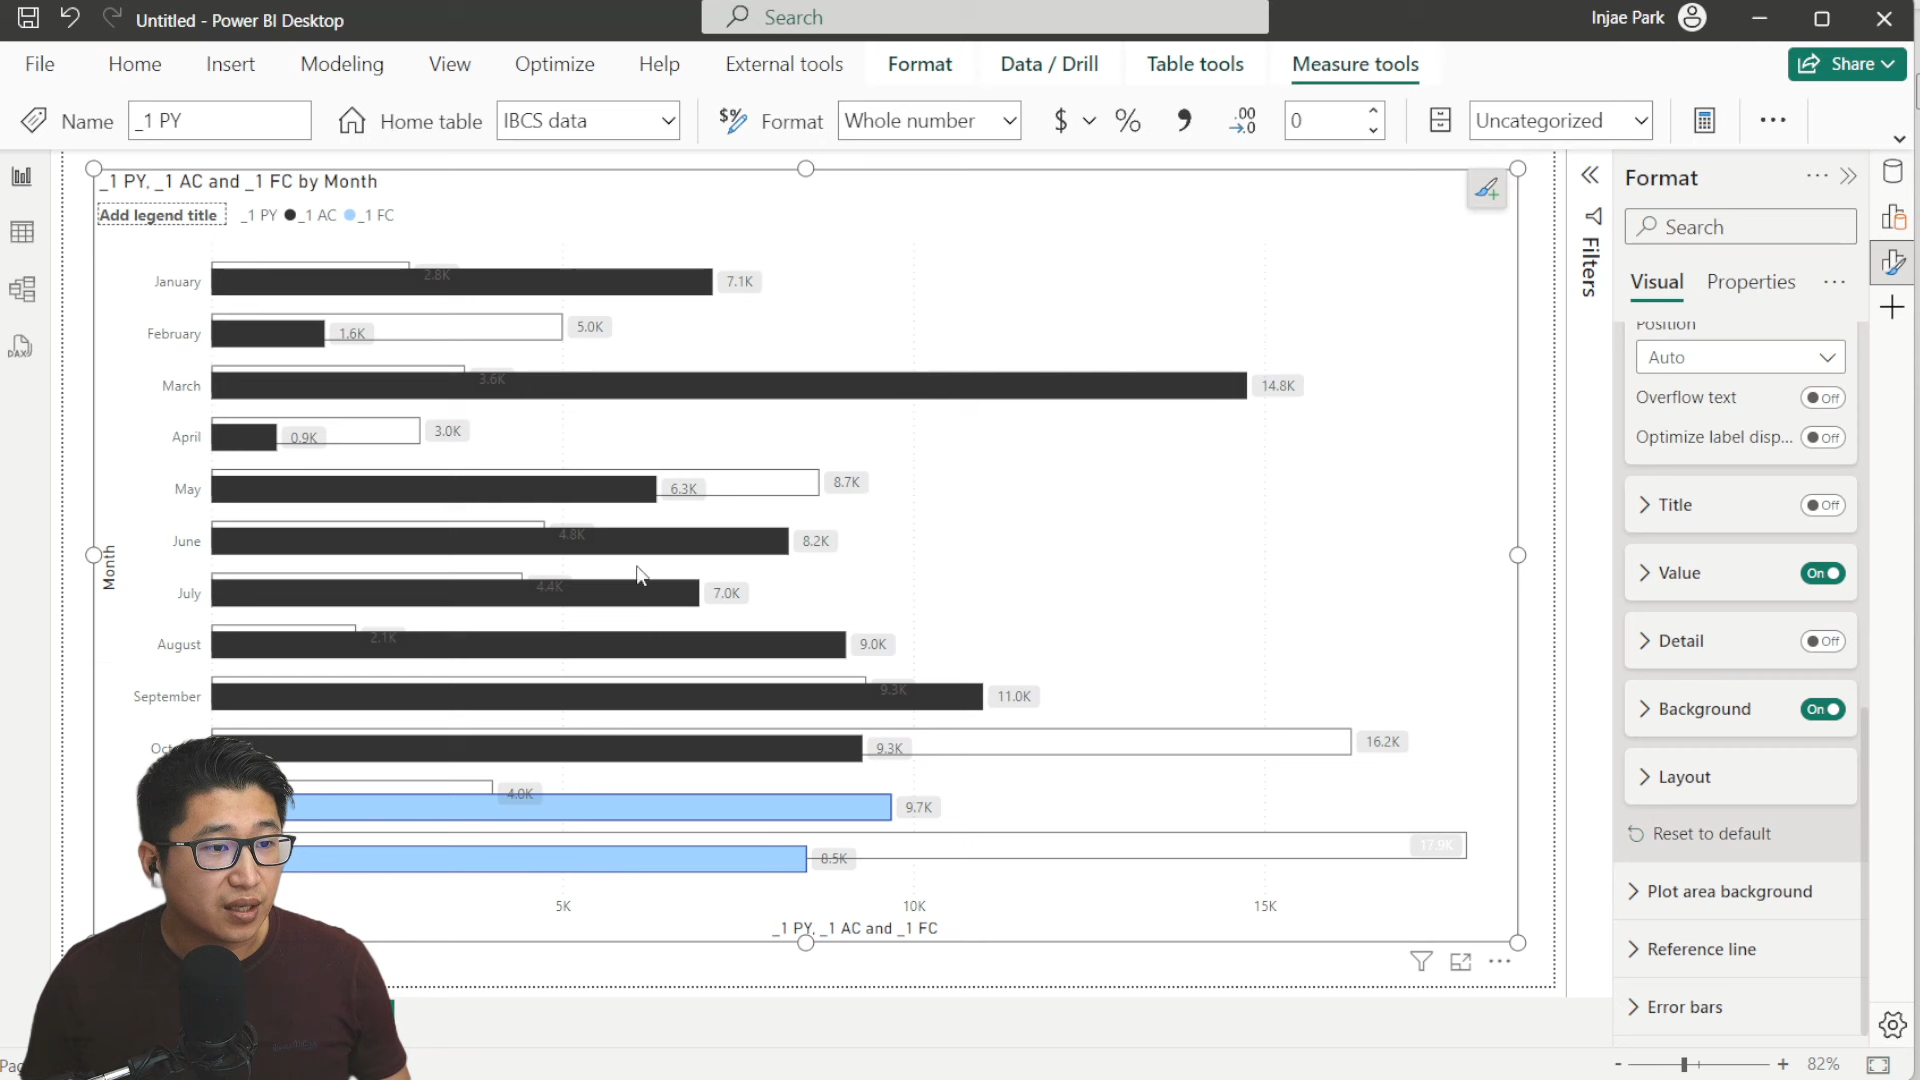 Untitled - Power BI Desktop
Search
Injae Park
File Home Insert Modeling View Optimize Help External tools Format Data / Drill Table tools Measure tools
Share
Name _1 PY
Home table IBCS data
Format Whole number
$ % , .00 →.0 0
Uncategorized
_1 PY, _1 AC and _1 FC by Month
Add legend title _1 PY _1 AC _1 FC
January 2.8K 7.1K
February 1.6K 5.0K
March 3.6K 14.8K
April 0.9K 3.0K
May 6.3K 8.7K
June 4.8K 8.2K
July 4.4K 7.0K
August 2.1K 9.0K
September 9.3K 11.0K
9.3K 16.2K
4.0K 9.7K
8.5K 17.9K
Month
5K 10K 15K
_1 PY, _1 AC and _1 FC
Filters
DAX
Format
Search
Visual Properties
Position
Auto
Overflow text Off
Optimize label disp... Off
Title Off
Value On
Detail Off
Background On
Layout
Reset to default
Plot area background
Reference line
Error bars
- + 82%